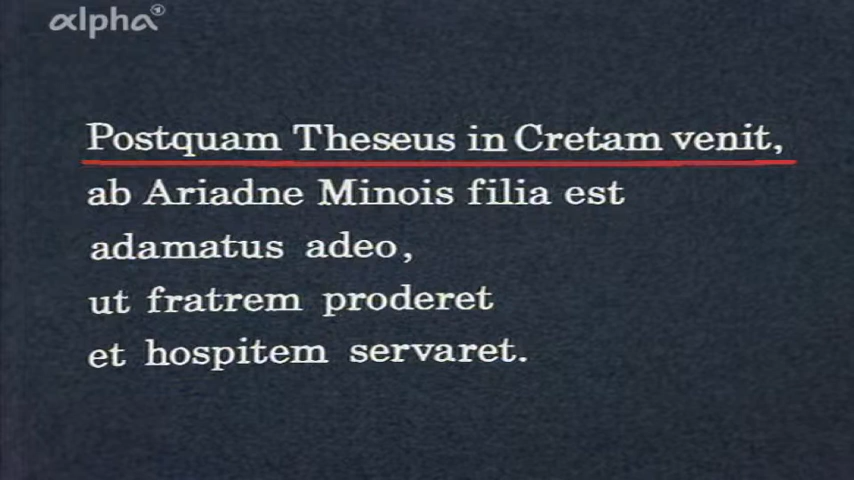 alpha
Postquam Theseus in Cretam venit,
ab Ariadne Minois filia est
adamatus adeo,
ut fratrem proderet
et hospitem servaret.